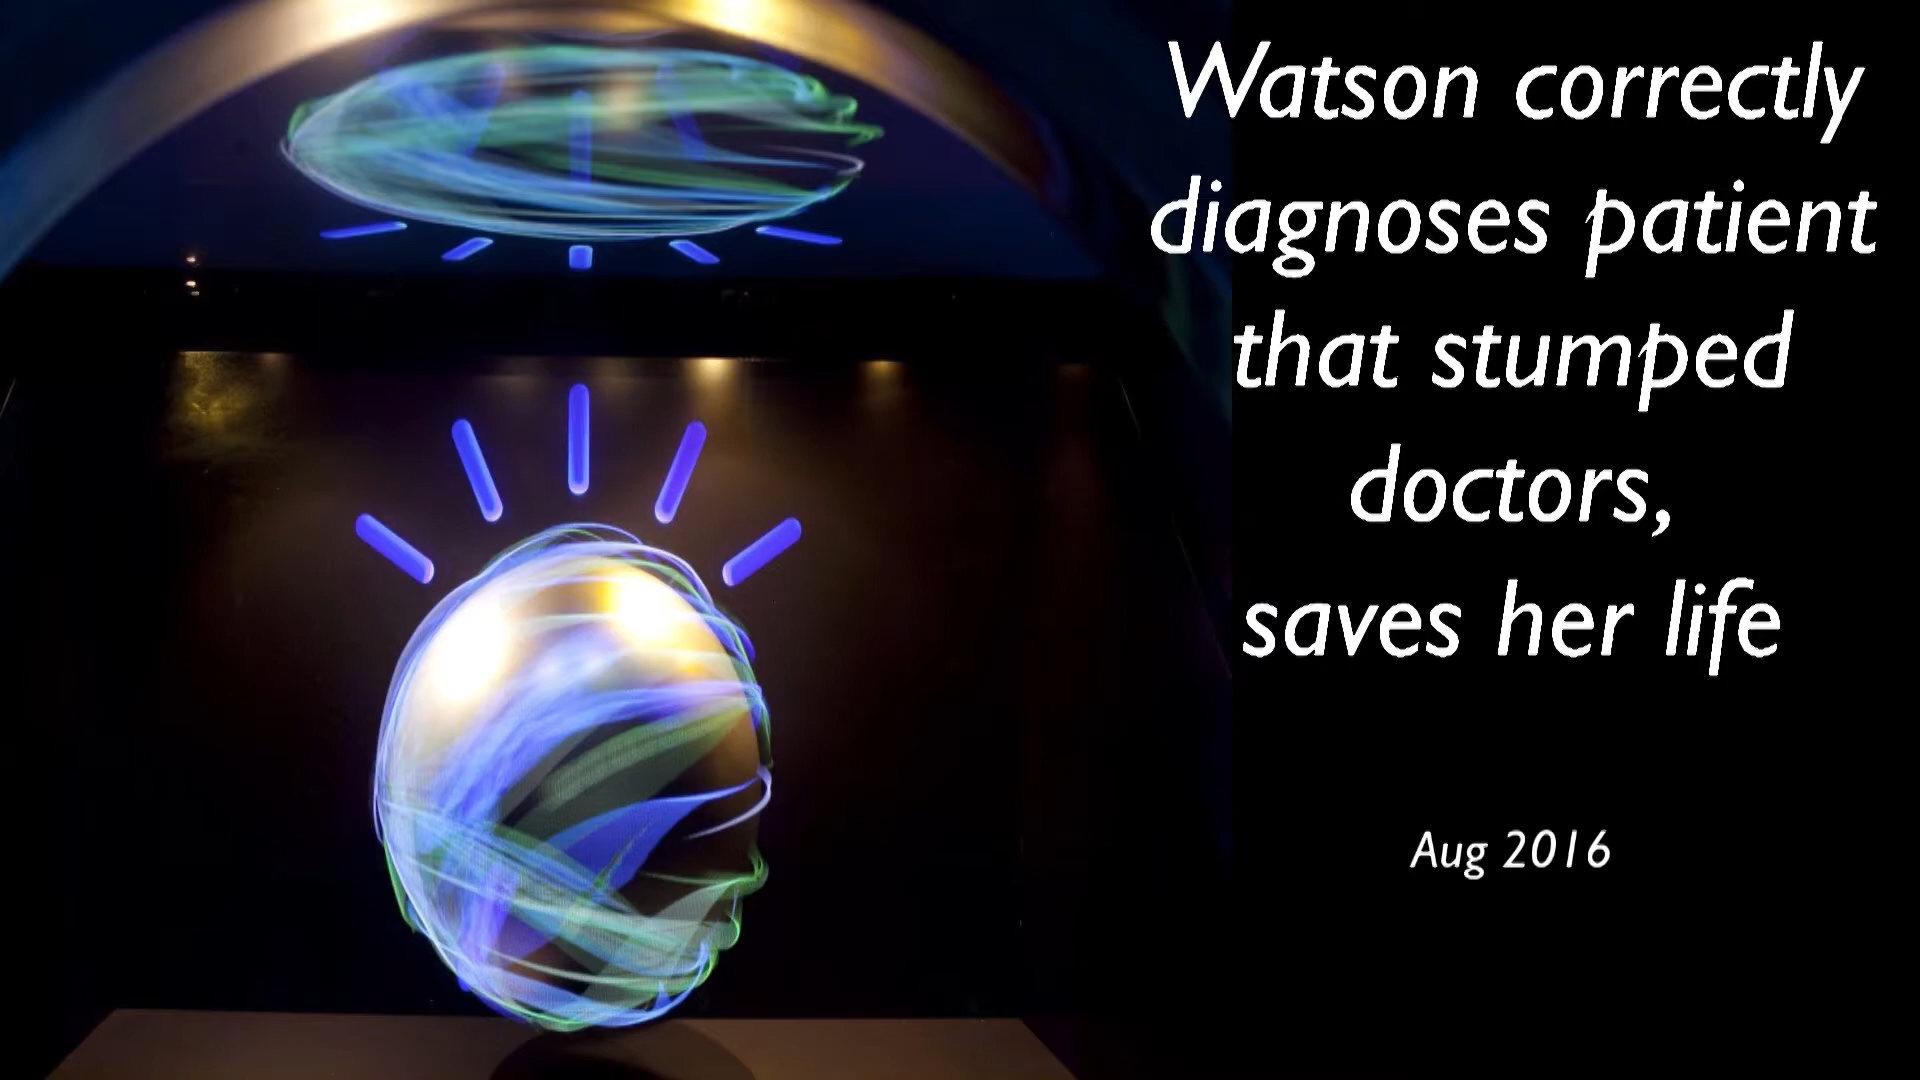 Watson correctly
diagnoses patient
that stumped
doctors,
saves her life
Aug 2016